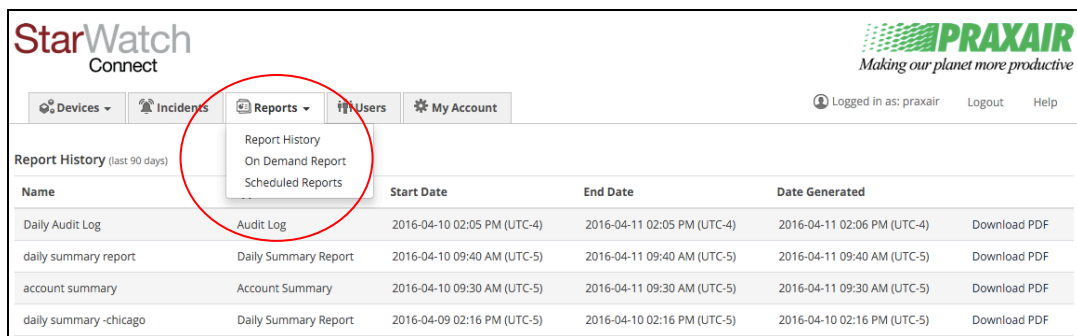 StarWatch
Connect
PRAXAIR
Making our planet more productive
Devices Incidents Reports Users My Account Logged in as: praxair Logout Help
Report History
On Demand Report
Scheduled Reports
Report History (last 90 days)
Name Start Date End Date Date Generated
Daily Audit Log Audit Log 2016-04-10 02:05 PM (UTC-4) 2016-04-11 02:05 PM (UTC-4) 2016-04-11 02:06 PM (UTC-4) Download PDF
daily summary report Daily Summary Report 2016-04-10 09:40 AM (UTC-5) 2016-04-11 09:40 AM (UTC-5) 2016-04-11 09:40 AM (UTC-5) Download PDF
account summary Account Summary 2016-04-10 09:30 AM (UTC-5) 2016-04-11 09:30 AM (UTC-5) 2016-04-11 09:30 AM (UTC-5) Download PDF
daily summary -chicago Daily Summary Report 2016-04-09 02:16 PM (UTC-5) 2016-04-10 02:16 PM (UTC-5) 2016-04-10 02:16 PM (UTC-5) Download PDF